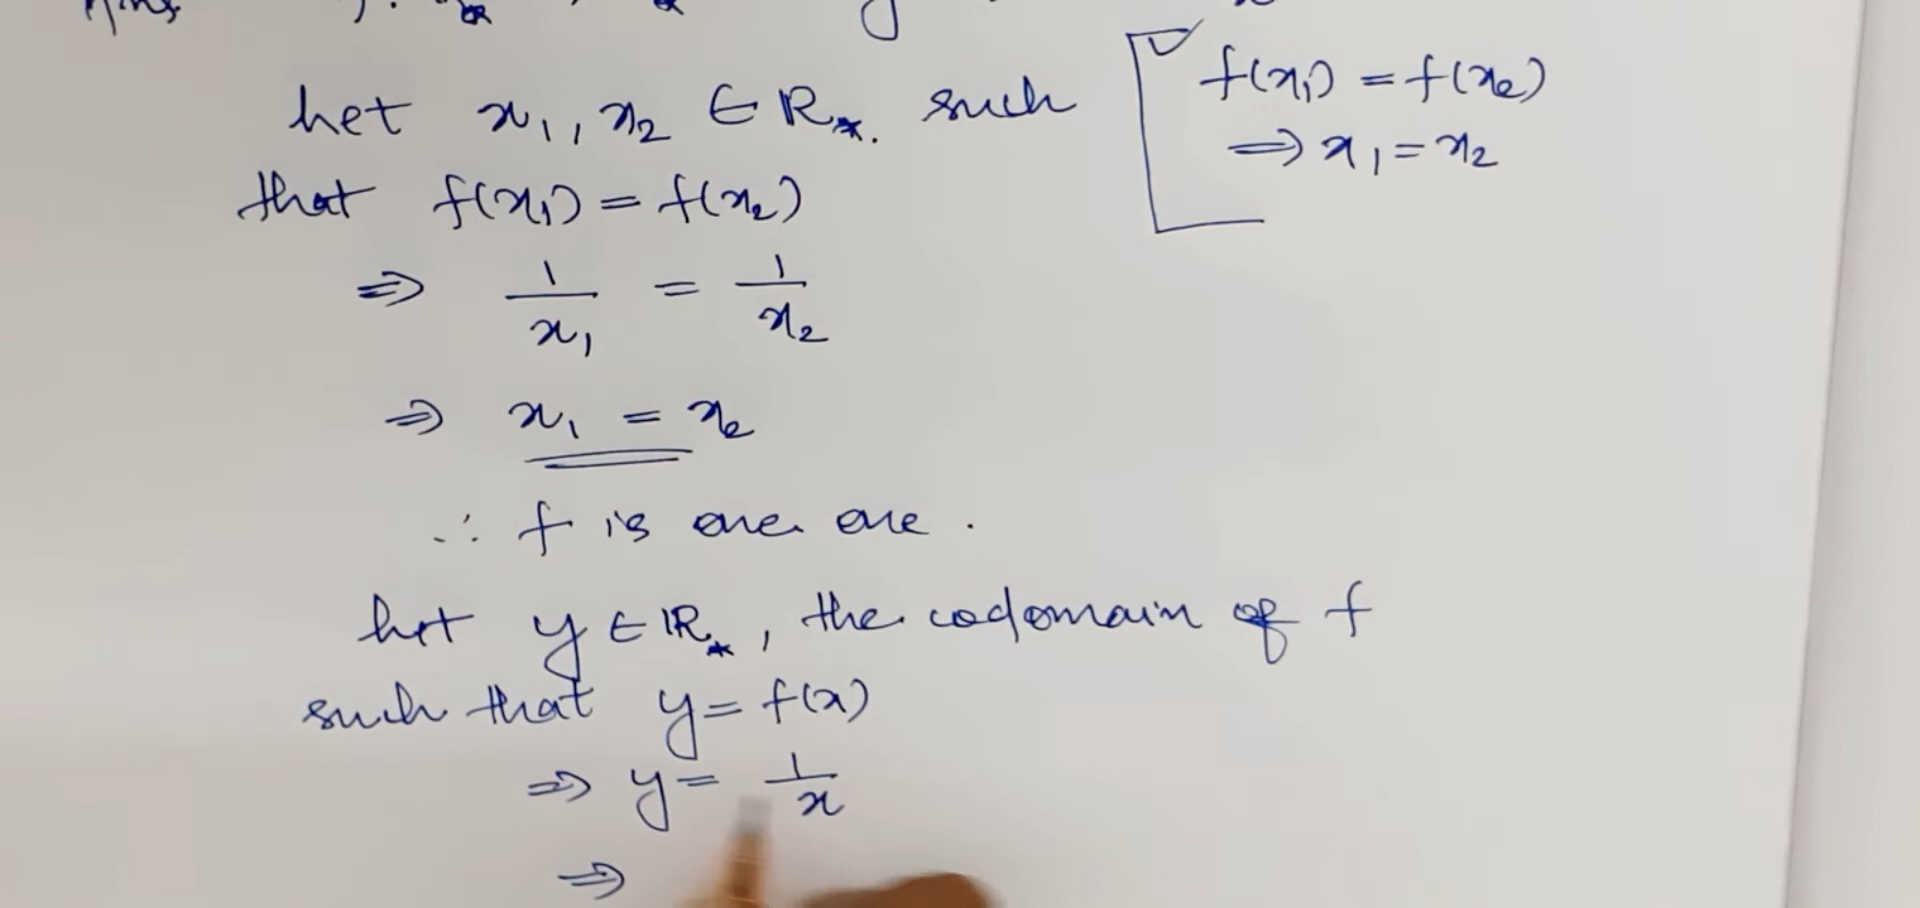 Let x₁, x₂ ∈ R⁎. such
that f(x₁) = f(x₂)
⇒ 1/x₁ = 1/x₂
⇒ x₁ = x₂
∴ f is one one.
Let y ∈ R⁎, the codomain of f
such that y = f(x)
⇒ y = 1/x
⇒
f(x₁) = f(x₂)
⇒ x₁ = x₂